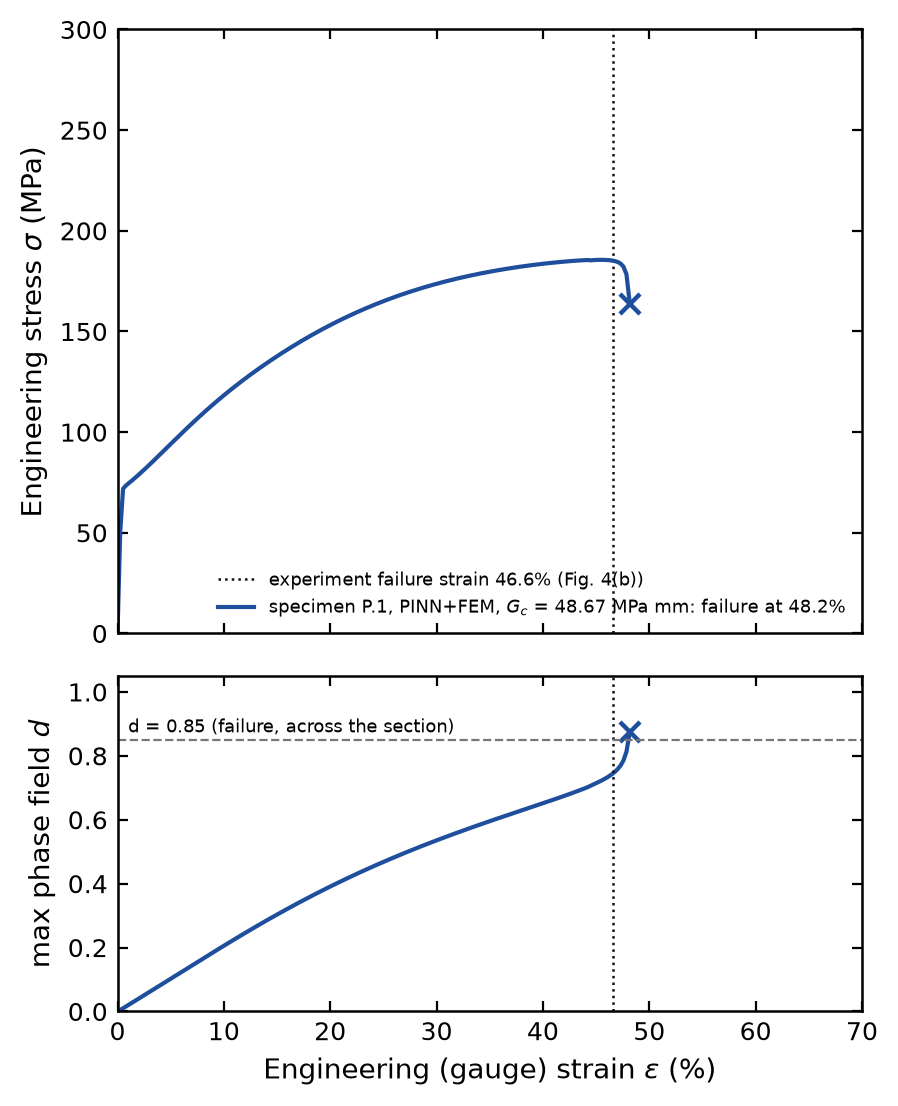 300
250
200
150
100
50
0
Engineering stress σ (MPa)
experiment failure strain 46.6% (Fig. 4(b))
specimen P.1, PINN+FEM, G_c = 48.67 MPa mm: failure at 48.2%
1.0
0.8
0.6
0.4
0.2
0.0
max phase field d
d = 0.85 (failure, across the section)
0 10 20 30 40 50 60 70
Engineering (gauge) strain ε (%)